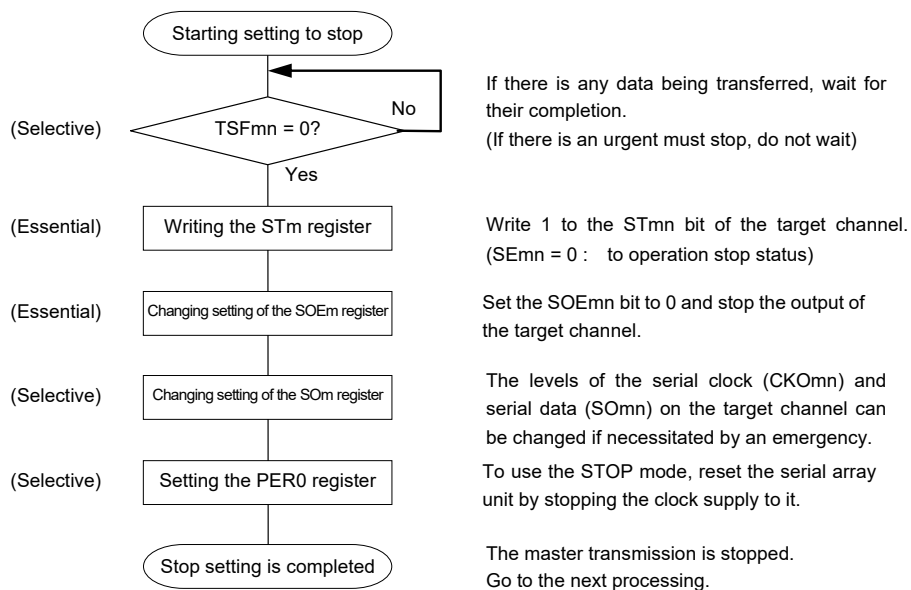 Starting setting to stop
No
(Selective)
TSFmn = 0?
If there is any data being transferred, wait for
their completion.
(If there is an urgent must stop, do not wait)
Yes
(Essential)
Writing the STm register
Write 1 to the STmn bit of the target channel.
(SEmn = 0 : to operation stop status)
(Essential)
Changing setting of the SOEm register
Set the SOEmn bit to 0 and stop the output of
the target channel.
(Selective)
Changing setting of the SOm register
The levels of the serial clock (CKOmn) and
serial data (SOmn) on the target channel can
be changed if necessitated by an emergency.
(Selective)
Setting the PER0 register
To use the STOP mode, reset the serial array
unit by stopping the clock supply to it.
Stop setting is completed
The master transmission is stopped.
Go to the next processing.